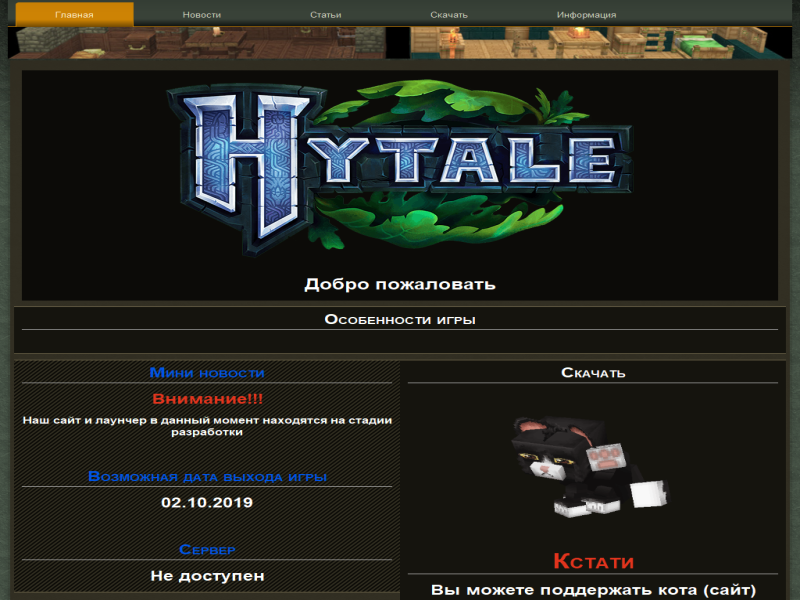 Главная Новости Статьи Скачать Информация
HYTALE
Добро пожаловать
Особенности игры
Мини новости
Внимание!!!
Наш сайт и лаунчер в данный момент находятся на стадии
разработки
Возможная дата выхода игры
02.10.2019
Сервер
Не доступен
Скачать
Кстати
Вы можете поддержать кота (сайт)